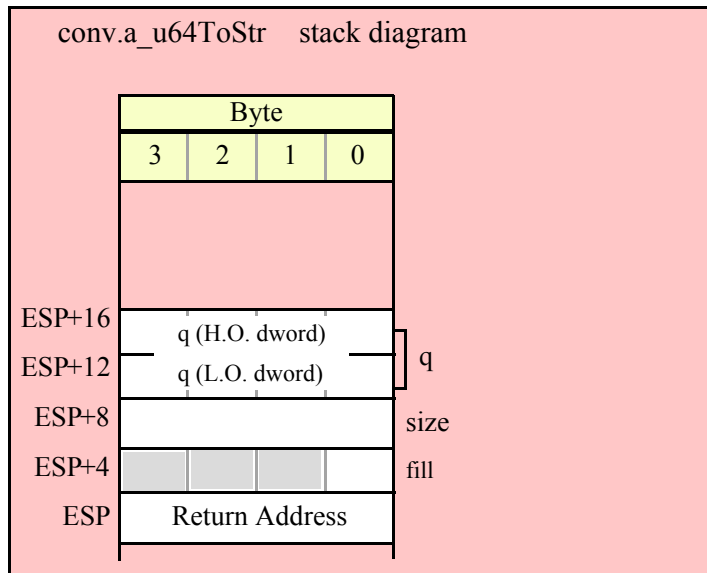 conv.a_u64ToStr stack diagram
Byte
3 2 1 0
ESP+16 q (H.O. dword)
q
ESP+12 q (L.O. dword)
ESP+8 size
ESP+4 fill
ESP Return Address